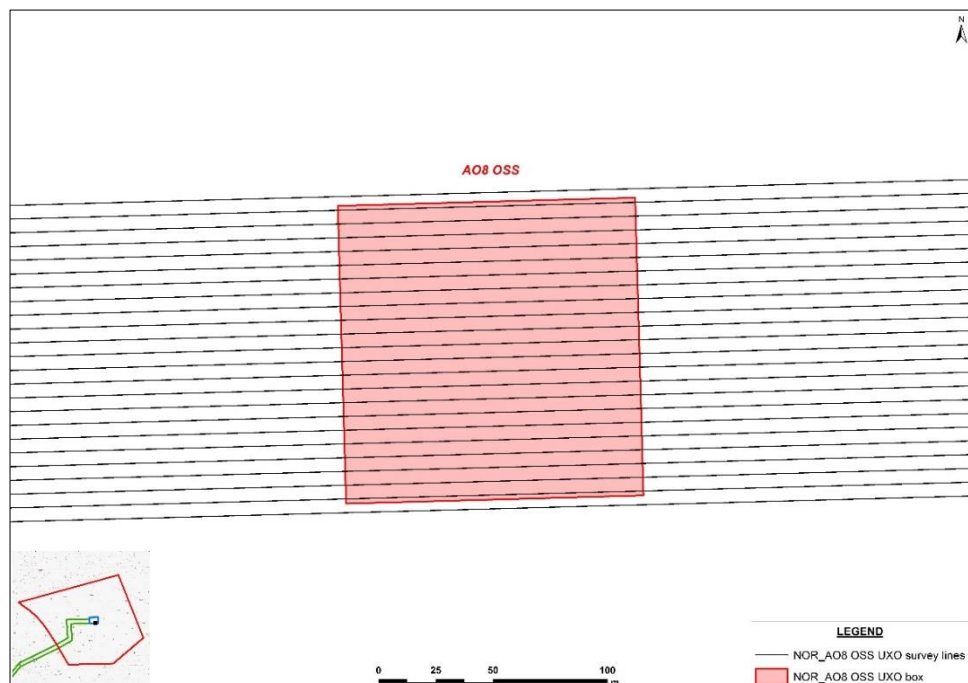 N
AO8 OSS
LEGEND
NOR_AO8 OSS UXO survey lines
NOR_AO8 OSS UXO box
0 25 50 100
m